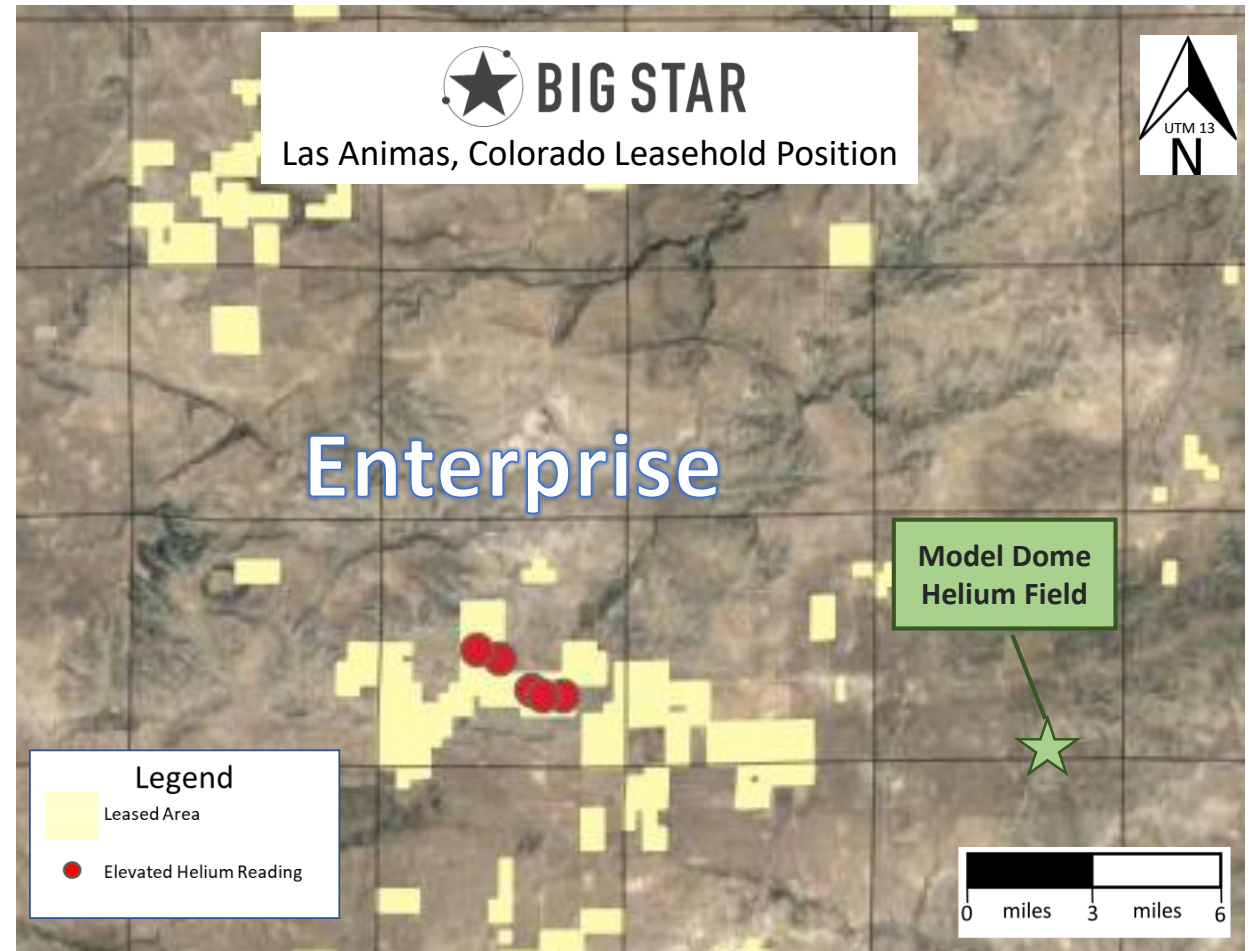 BIG STAR
Las Animas, Colorado Leasehold Position
UTM 13
N
Enterprise
Model Dome
Helium Field
Legend
Leased Area
Elevated Helium Reading
0 miles 3 miles 6